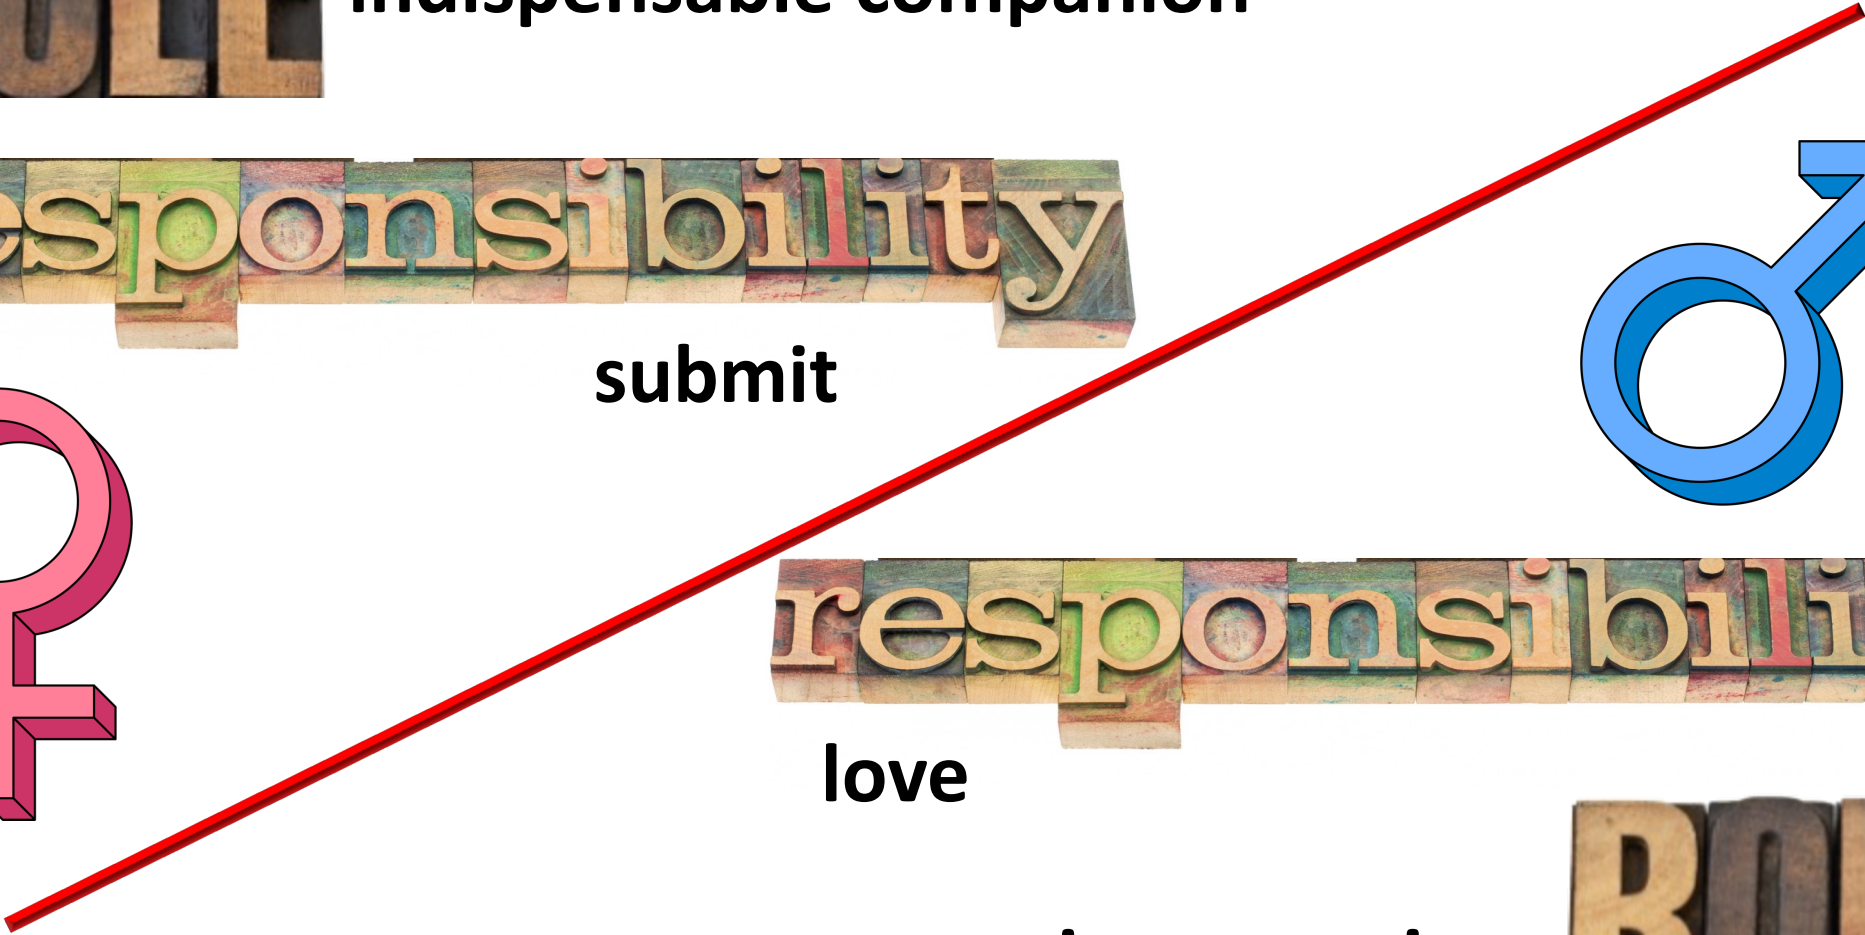 indispensable companion
esponsibility
submit
responsibili
love